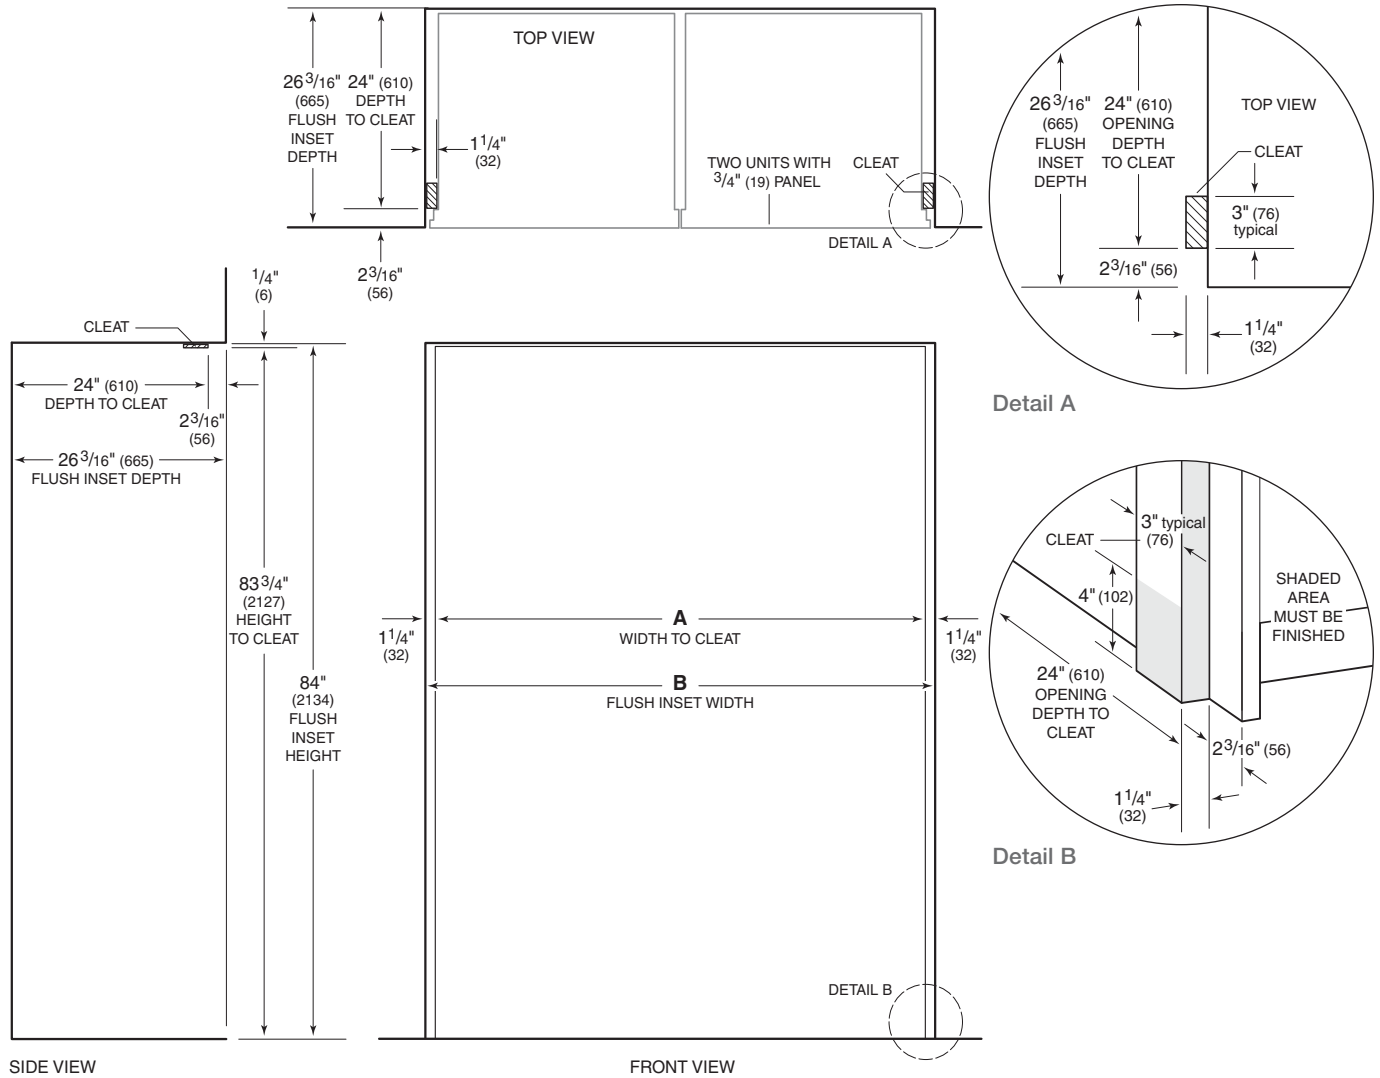 TOP VIEW
26 3/16"
(665)
FLUSH
INSET
DEPTH
24" (610)
DEPTH
TO CLEAT
1 1/4"
(32)
TWO UNITS WITH
3/4" (19) PANEL
CLEAT
DETAIL A
2 3/16"
(56)
26 3/16"
(665)
FLUSH
INSET
DEPTH
24" (610)
OPENING
DEPTH
TO CLEAT
TOP VIEW
CLEAT
3" (76)
typical
2 3/16" (56)
1 1/4"
(32)
Detail A
1/4"
(6)
CLEAT
24" (610)
DEPTH TO CLEAT
2 3/16"
(56)
26 3/16" (665)
FLUSH INSET DEPTH
83 3/4"
(2127)
HEIGHT
TO CLEAT
84"
(2134)
FLUSH
INSET
HEIGHT
SIDE VIEW
1 1/4"
(32)
A
WIDTH TO CLEAT
1 1/4"
(32)
B
FLUSH INSET WIDTH
DETAIL B
FRONT VIEW
3" typical
(76)
CLEAT
4" (102)
SHADED
AREA
MUST BE
FINISHED
24" (610)
OPENING
DEPTH TO
CLEAT
2 3/16" (56)
1 1/4"
(32)
Detail B